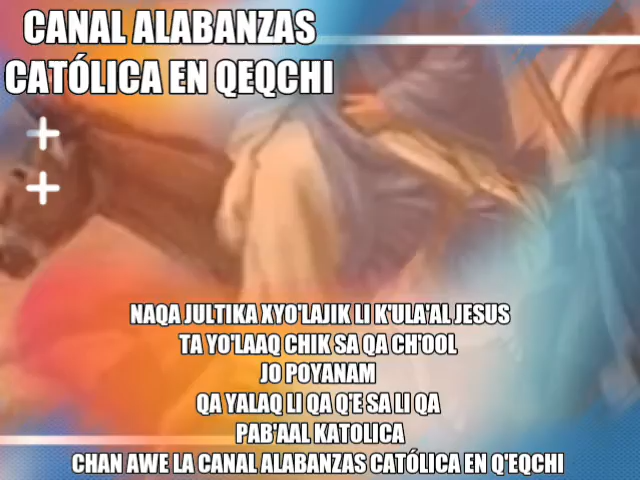 CANAL ALABANZAS
CATÓLICA EN QEQCHI
+
+
NAQA JULTIKA XYO'LAJIK LI K'ULA'AL JESUS
TA YO'LAAQ CHIK SA QA CH'OOL
JO POYANAM
QA YALAQ LI QA Q'E SA LI QA
PAB'AAL KATOLICA
CHAN AWE LA CANAL ALABANZAS CATÓLICA EN Q'EQCHI